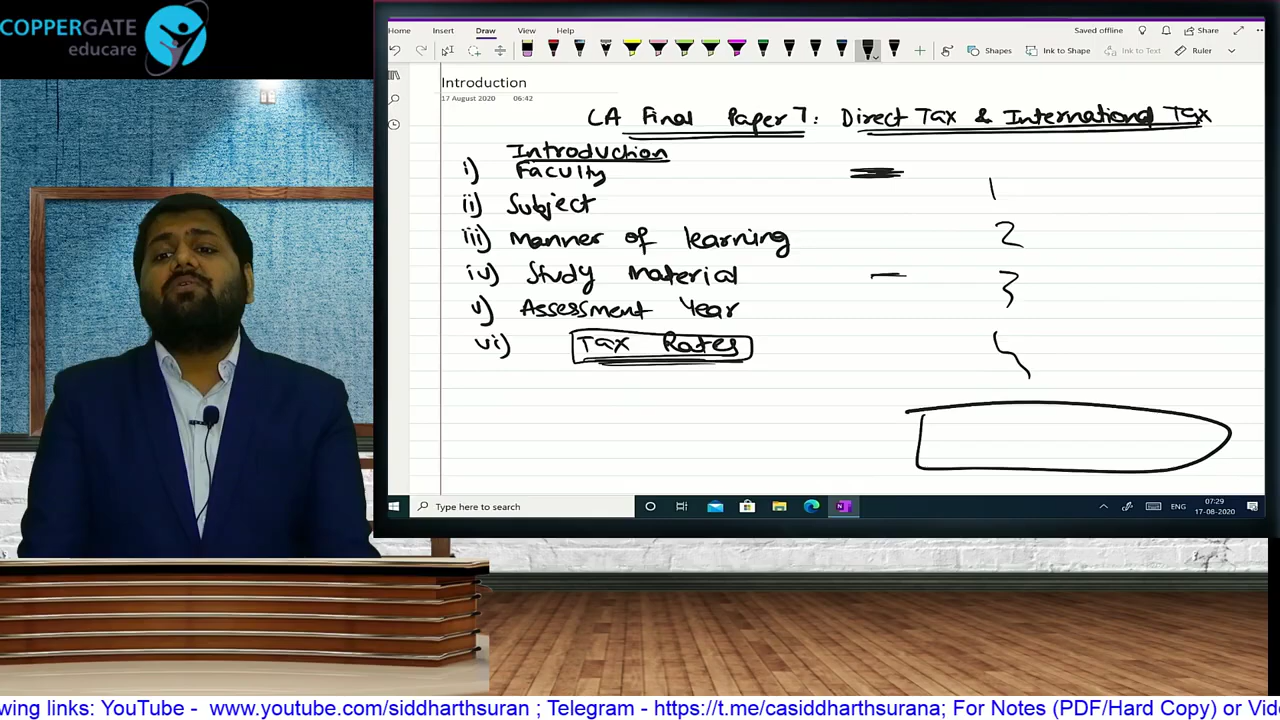 COPPERGATE
educare
Home Insert Draw View Help Saved offline Share
Shapes Ink to Shape Ink to Text Ruler
Introduction
17 August 2020 06:42
CA Final Paper 7: Direct Tax & International Tax
Introduction
i) Faculty
ii) Subject
iii) Manner of learning
iv) Study Material
v) Assessment Year
vi) Tax Rates
1
2
3
4
Type here to search
ENG
07:29
17-08-2020
wing links: YouTube - www.youtube.com/siddharthsuran ; Telegram - https://t.me/casiddharthsurana; For Notes (PDF/Hard Copy) or Vide